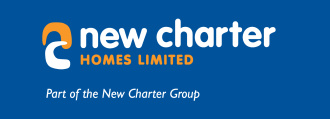 new charter
HOMES LIMITED
Part of the New Charter Group